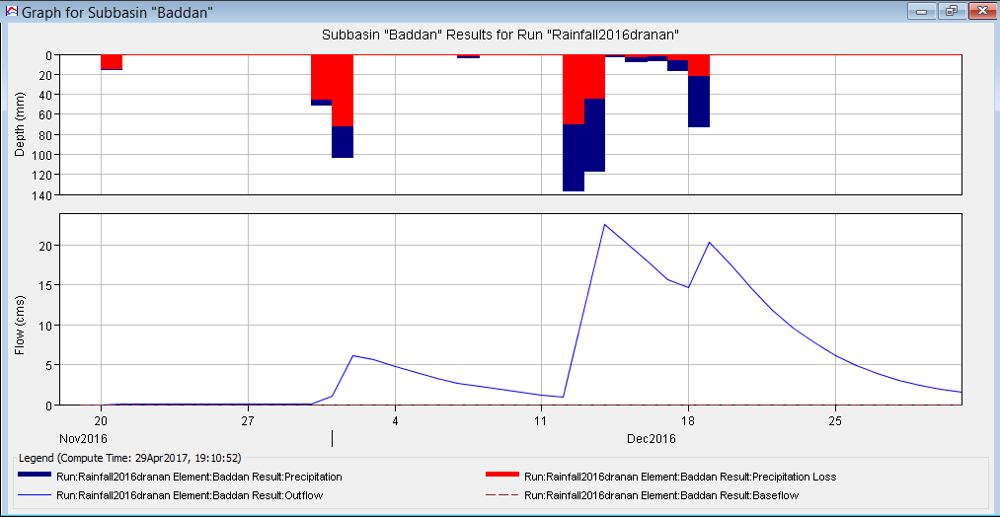 Graph for Subbasin "Baddan"
Subbasin "Baddan" Results for Run "Rainfall2016dranan"
Depth (mm)
0
20
40
60
80
100
120
140
Flow (cms)
20
15
10
5
0
20 27 4 11 18 25
Nov2016 Dec2016
Legend (Compute Time: 29Apr2017, 19:10:52)
Run:Rainfall2016dranan Element:Baddan Result:Precipitation Run:Rainfall2016dranan Element:Baddan Result:Precipitation Loss
Run:Rainfall2016dranan Element:Baddan Result:Outflow Run:Rainfall2016dranan Element:Baddan Result:Baseflow